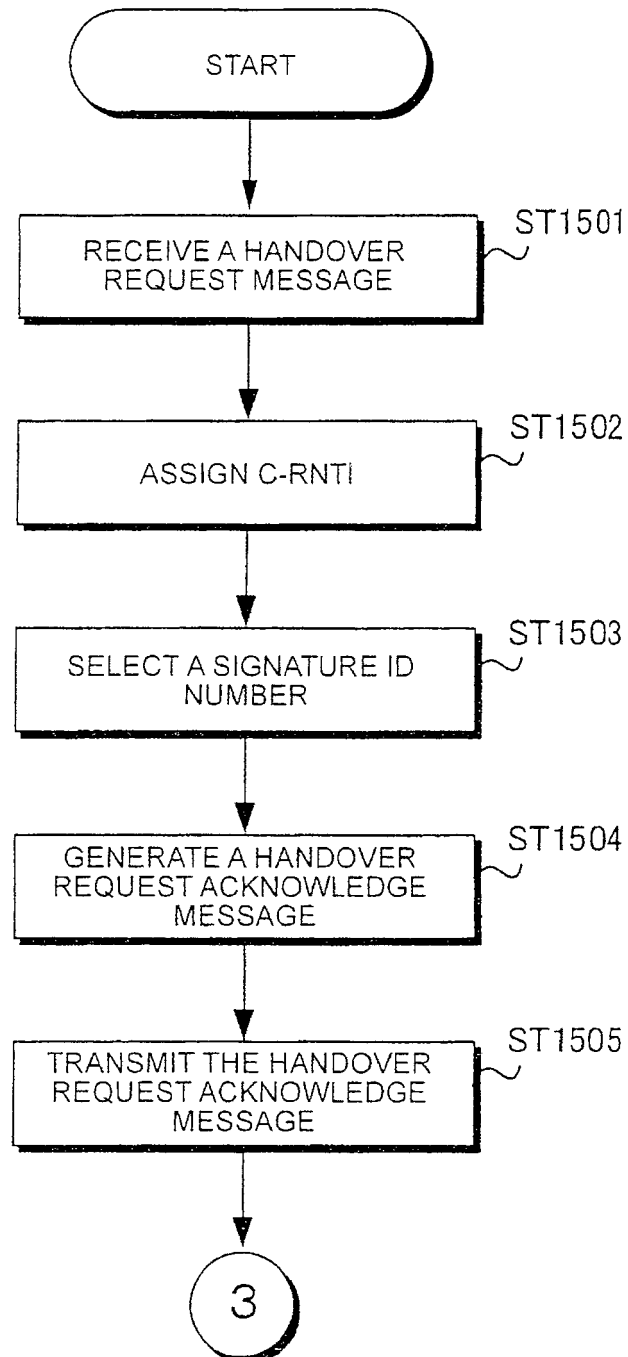 START
ST1501
RECEIVE A HANDOVER
REQUEST MESSAGE
ST1502
ASSIGN C-RNTI
ST1503
SELECT A SIGNATURE ID
NUMBER
ST1504
GENERATE A HANDOVER
REQUEST ACKNOWLEDGE
MESSAGE
ST1505
TRANSMIT THE HANDOVER
REQUEST ACKNOWLEDGE
MESSAGE
3